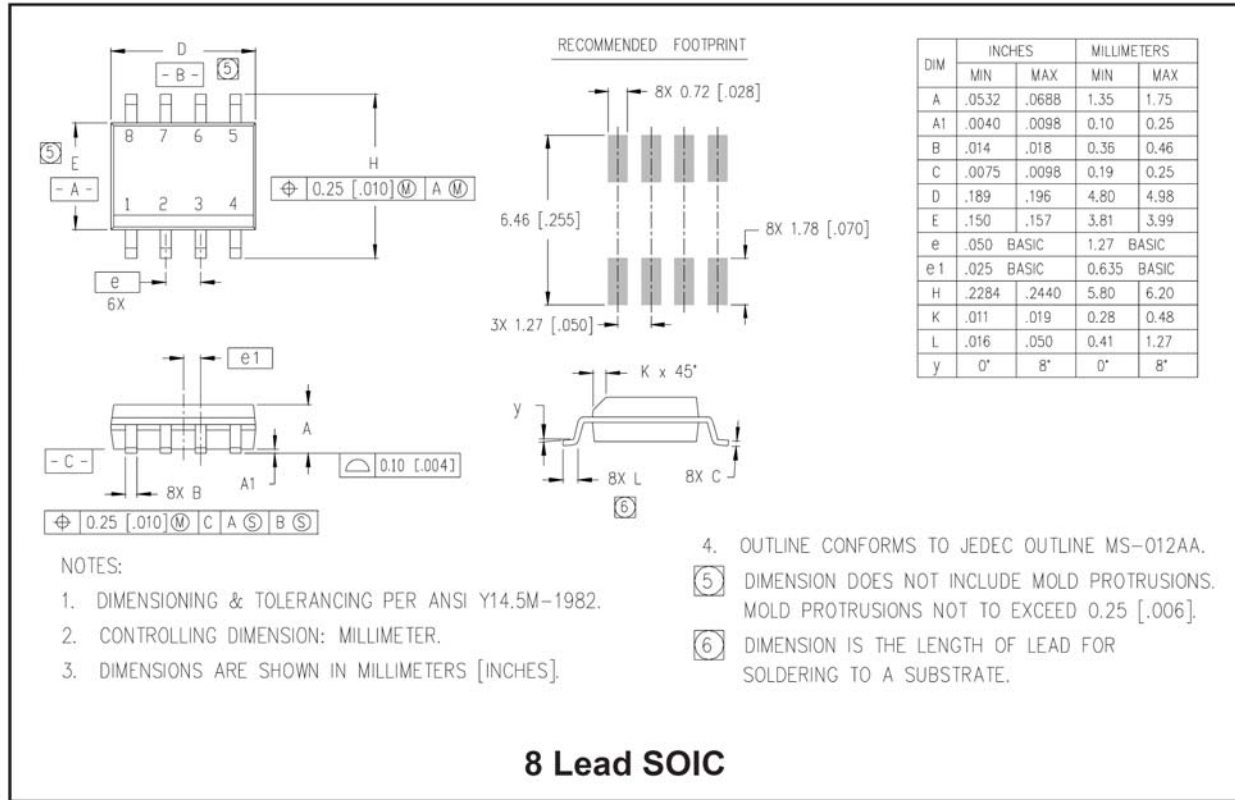 D
- B -
5
8 7 6 5
5
E
- A -
H
⌖ 0.25 [.010] Ⓜ A Ⓜ
1 2 3 4
e
6X
RECOMMENDED FOOTPRINT
8X 0.72 [.028]
6.46 [.255]
8X 1.78 [.070]
3X 1.27 [.050]
DIM INCHES MILLIMETERS
MIN MAX MIN MAX
A .0532 .0688 1.35 1.75
A1 .0040 .0098 0.10 0.25
B .014 .018 0.36 0.46
C .0075 .0098 0.19 0.25
D .189 .196 4.80 4.98
E .150 .157 3.81 3.99
e .050 BASIC 1.27 BASIC
e1 .025 BASIC 0.635 BASIC
H .2284 .2440 5.80 6.20
K .011 .019 0.28 0.48
L .016 .050 0.41 1.27
y 0° 8° 0° 8°
e1
A
- C -
A1
8X B
0.10 [.004]
⌖ 0.25 [.010] Ⓜ C A Ⓢ B Ⓢ
K x 45°
y
8X L
8X C
6
NOTES:
1. DIMENSIONING & TOLERANCING PER ANSI Y14.5M-1982.
2. CONTROLLING DIMENSION: MILLIMETER.
3. DIMENSIONS ARE SHOWN IN MILLIMETERS [INCHES].
4. OUTLINE CONFORMS TO JEDEC OUTLINE MS-012AA.
5 DIMENSION DOES NOT INCLUDE MOLD PROTRUSIONS.
MOLD PROTRUSIONS NOT TO EXCEED 0.25 [.006].
6 DIMENSION IS THE LENGTH OF LEAD FOR
SOLDERING TO A SUBSTRATE.
8 Lead SOIC